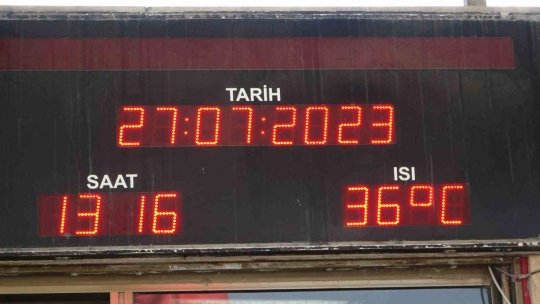 TARİH
27:07:2023
SAAT ISI
13 16 36°C